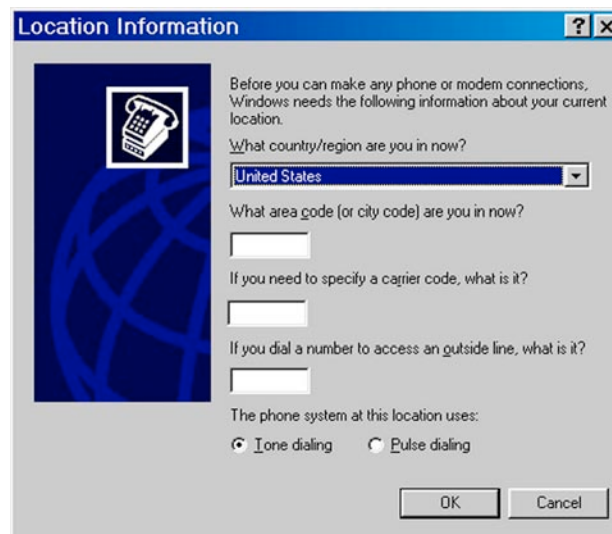 Location Information
Before you can make any phone or modem connections,
Windows needs the following information about your current
location.
What country/region are you in now?
United States
What area code (or city code) are you in now?
If you need to specify a carrier code, what is it?
If you dial a number to access an outside line, what is it?
The phone system at this location uses:
Tone dialing Pulse dialing
OK Cancel